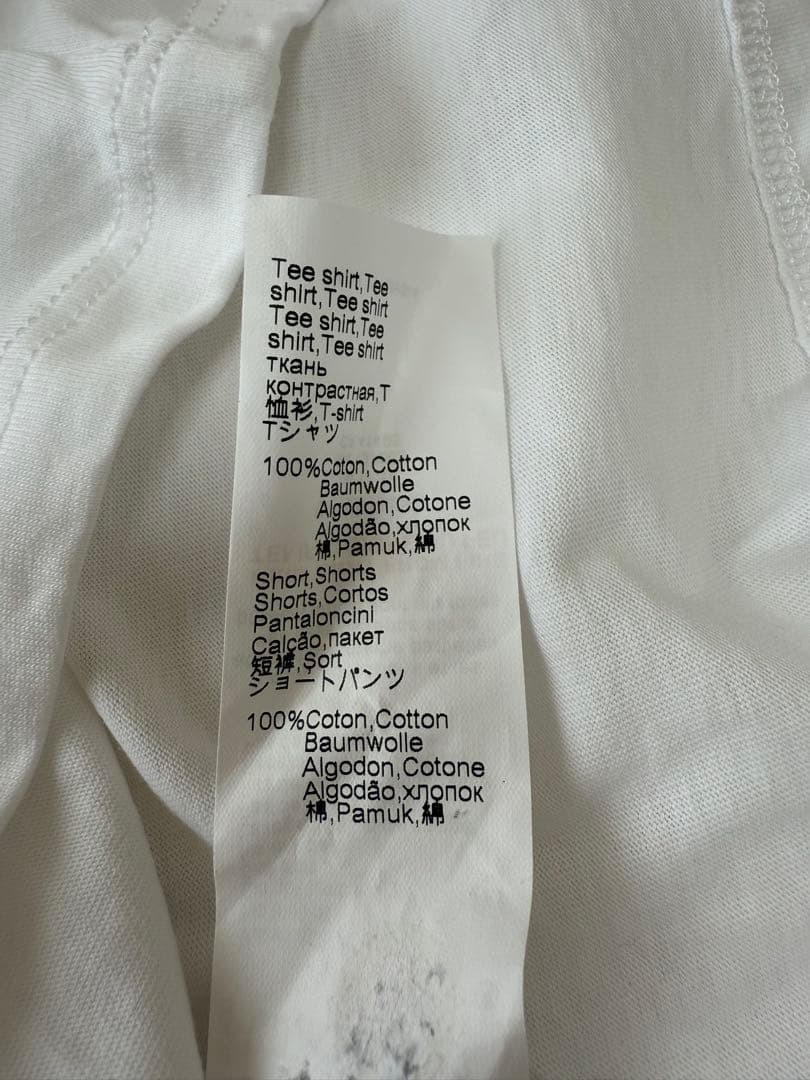 Tee shirt,Tee
shirt,Tee shirt
Tee shirt,Tee
shirt,Tee shirt
ткань
контрастная,T
恤衫,T-shirt
Tシャツ
100%Coton,Cotton
Baumwolle
Algodon,Cotone
Algodão,хлопок
棉,Pamuk,綿
Short,Shorts
Shorts,Cortos
Pantaloncini
Calcão,пакет
短裤,Şort
ショートパンツ
100%Coton,Cotton
Baumwolle
Algodon,Cotone
Algodão,хлопок
棉,Pamuk,綿